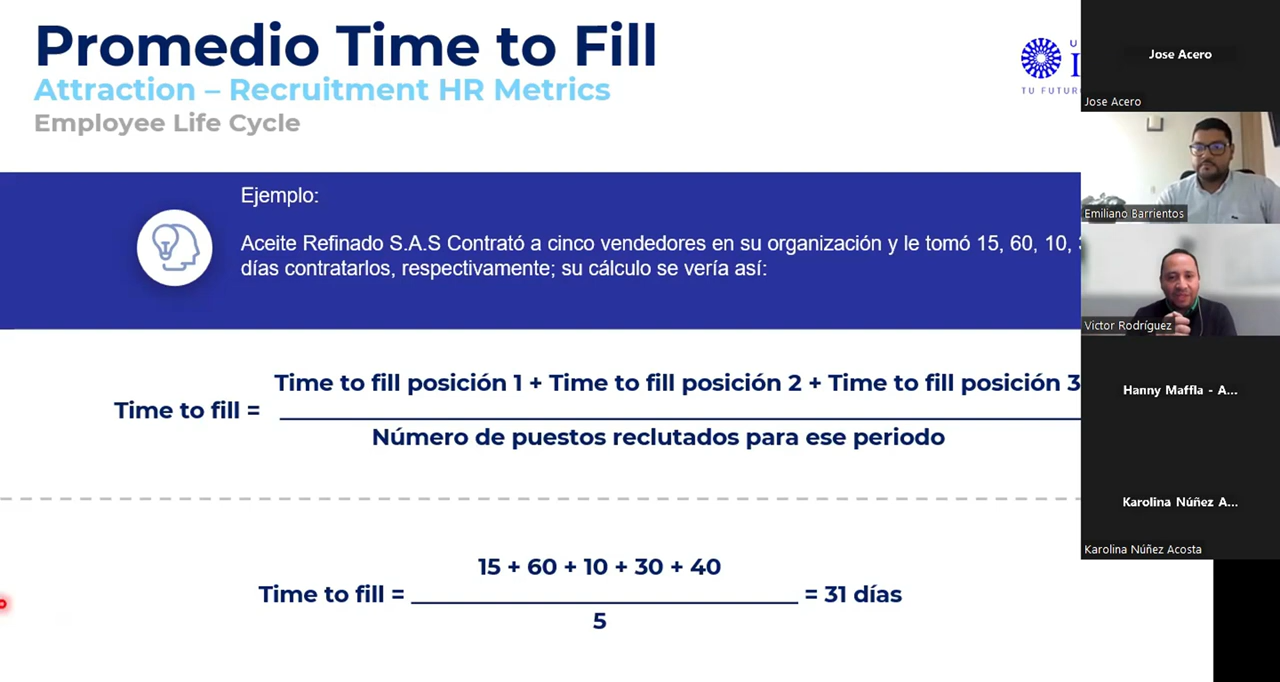 Promedio Time to Fill
Attraction – Recruitment HR Metrics
Employee Life Cycle
U
I
TU FUTUR
Ejemplo:
Aceite Refinado S.A.S Contrató a cinco vendedores en su organización y le tomó 15, 60, 10,
días contratarlos, respectivamente; su cálculo se vería así:
Time to fill posición 1 + Time to fill posición 2 + Time to fill posición 3
Time to fill =
Número de puestos reclutados para ese periodo
15 + 60 + 10 + 30 + 40
Time to fill = = 31 días
5
Jose Acero
Jose Acero
Emiliano Barrientos
Victor Rodríguez
Hanny Maffla - A...
Karolina Núñez A...
Karolina Núñez Acosta